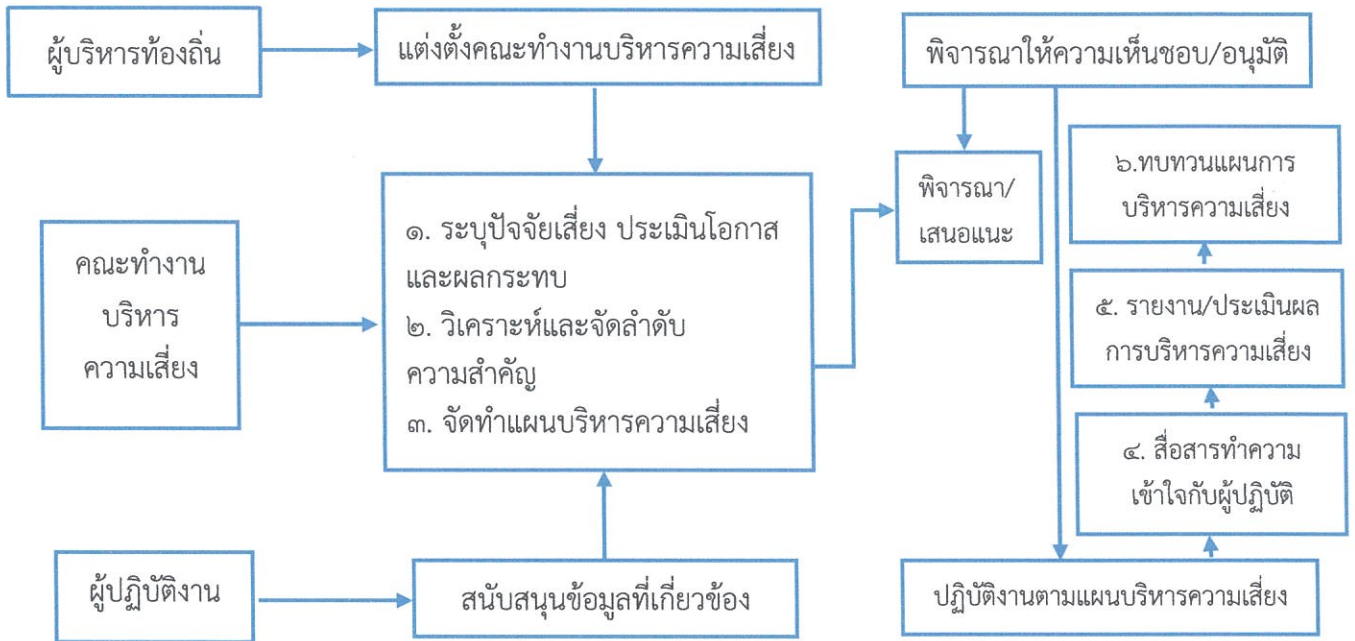 ผู้บริหารท้องถิ่น
แต่งตั้งคณะทำงานบริหารความเสี่ยง
พิจารณาให้ความเห็นชอบ/อนุมัติ
พิจารณา/
เสนอแนะ
๖.ทบทวนแผนการ
บริหารความเสี่ยง
คณะทำงาน
บริหาร
ความเสี่ยง
๑. ระบุปัจจัยเสี่ยง ประเมินโอกาส
และผลกระทบ
๒. วิเคราะห์และจัดลำดับ
ความสำคัญ
๓. จัดทำแผนบริหารความเสี่ยง
๕. รายงาน/ประเมินผล
การบริหารความเสี่ยง
๔. สื่อสารทำความ
เข้าใจกับผู้ปฏิบัติ
ผู้ปฏิบัติงาน
สนับสนุนข้อมูลที่เกี่ยวข้อง
ปฏิบัติงานตามแผนบริหารความเสี่ยง